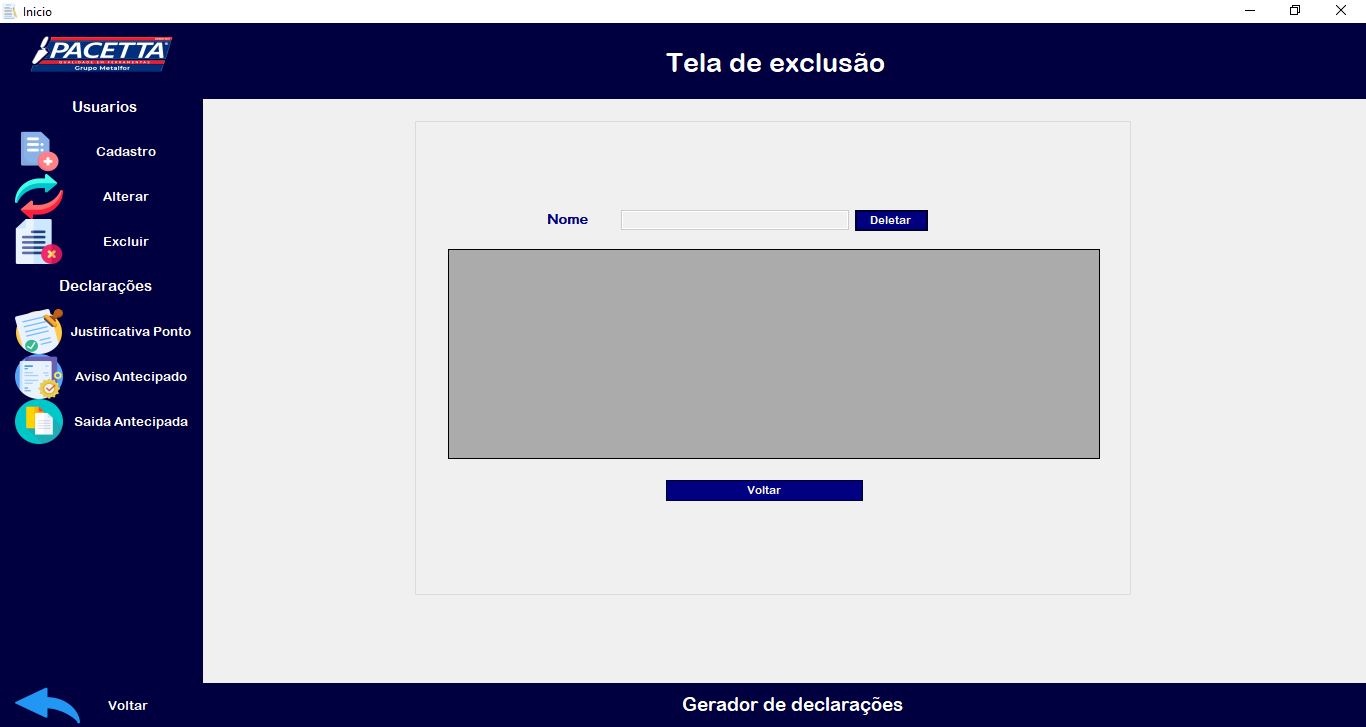 Inicio
PACETTA
QUALIDADE EM FERRAMENTAS
Grupo Metalfor
Tela de exclusão
Usuarios
Cadastro
Alterar
Excluir
Declarações
Justificativa Ponto
Aviso Antecipado
Saida Antecipada
Nome
Deletar
Voltar
Voltar
Gerador de declarações